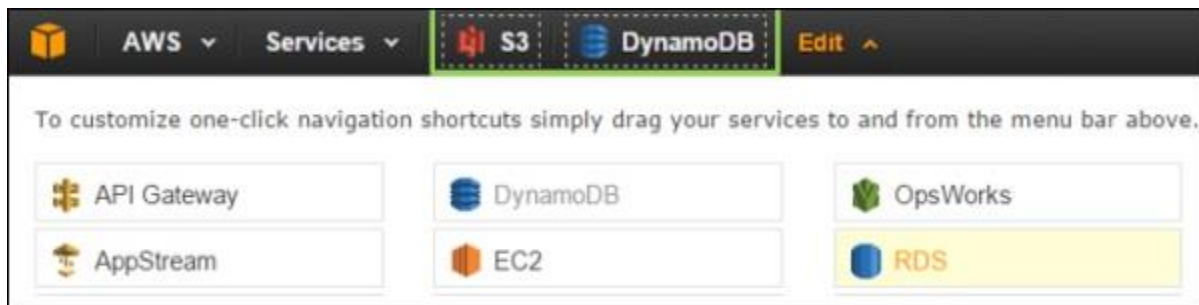 AWS Services S3 DynamoDB Edit
To customize one-click navigation shortcuts simply drag your services to and from the menu bar above.
API Gateway DynamoDB OpsWorks
AppStream EC2 RDS